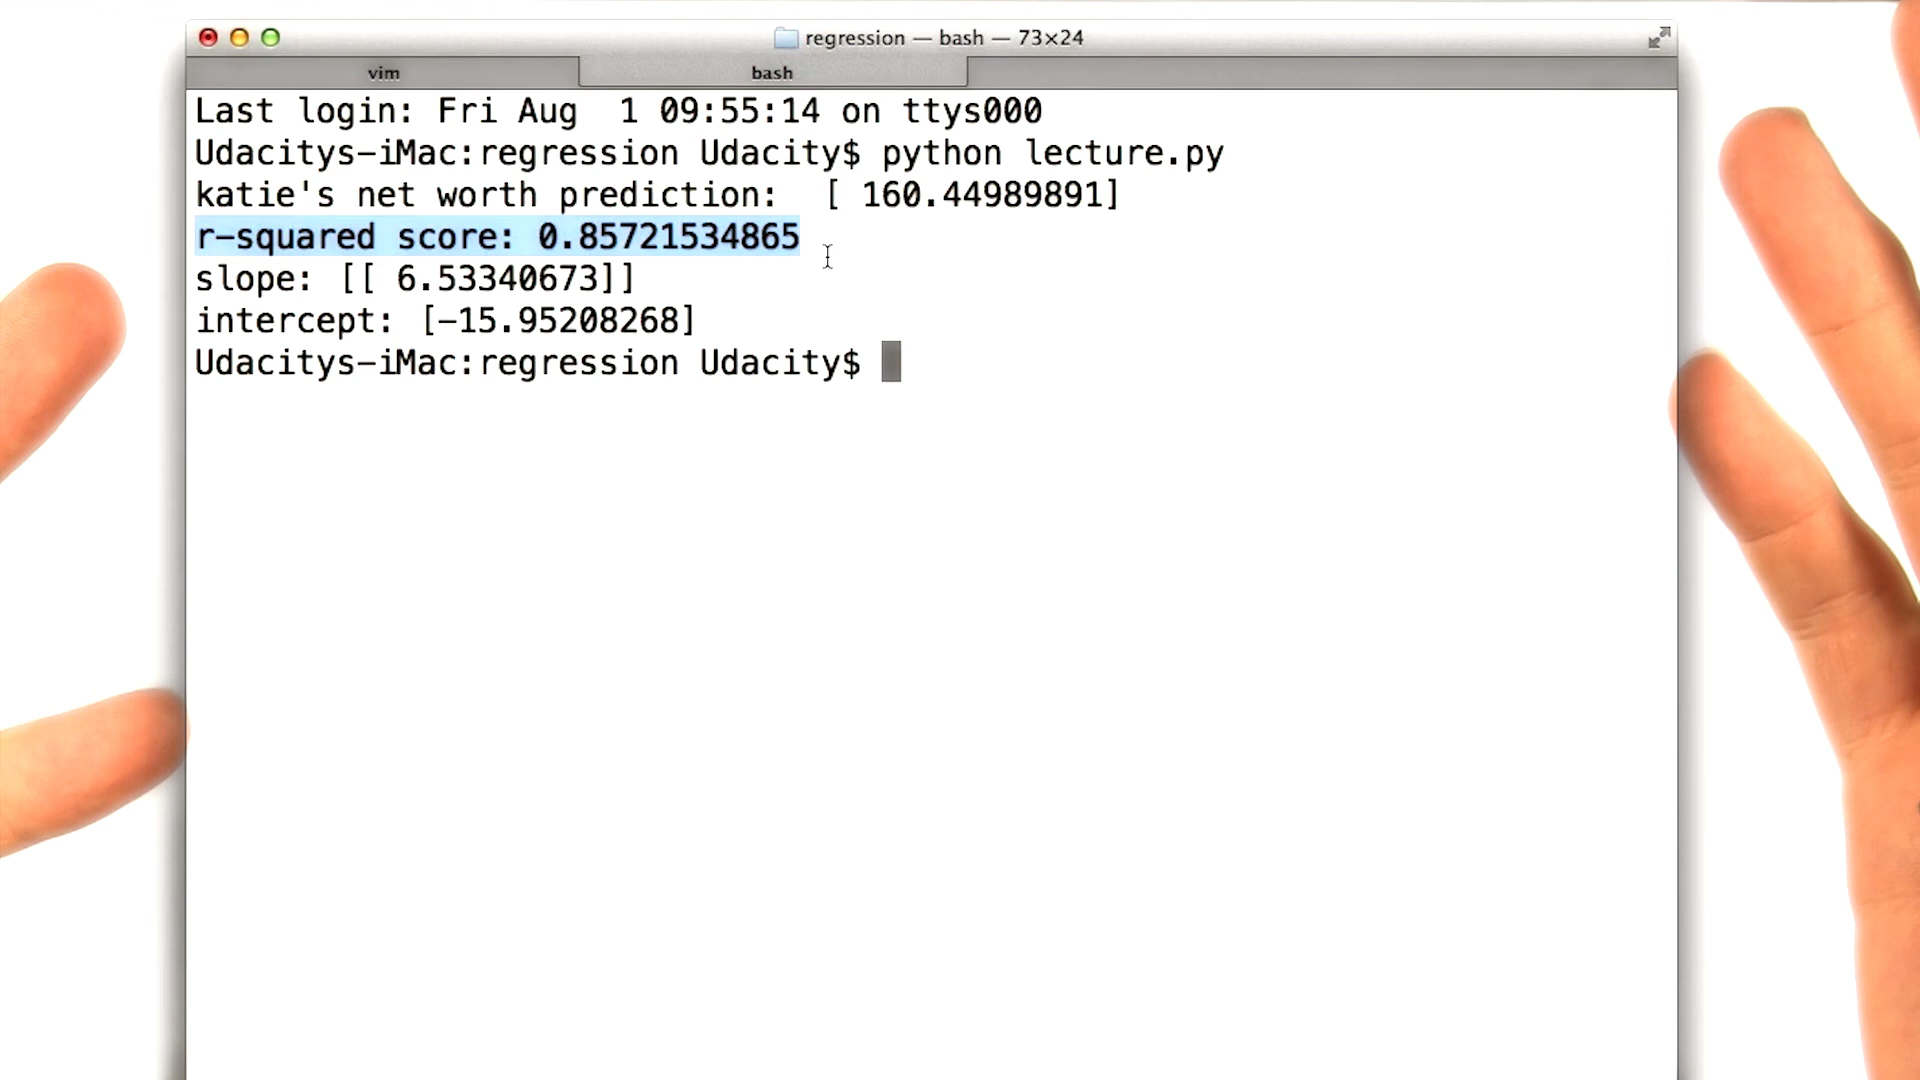 regression — bash — 73×24
vim
bash
Last login: Fri Aug  1 09:55:14 on ttys000
Udacitys-iMac:regression Udacity$ python lecture.py
katie's net worth prediction:  [ 160.44989891]
r-squared score: 0.85721534865
slope: [[ 6.53340673]]
intercept: [-15.95208268]
Udacitys-iMac:regression Udacity$